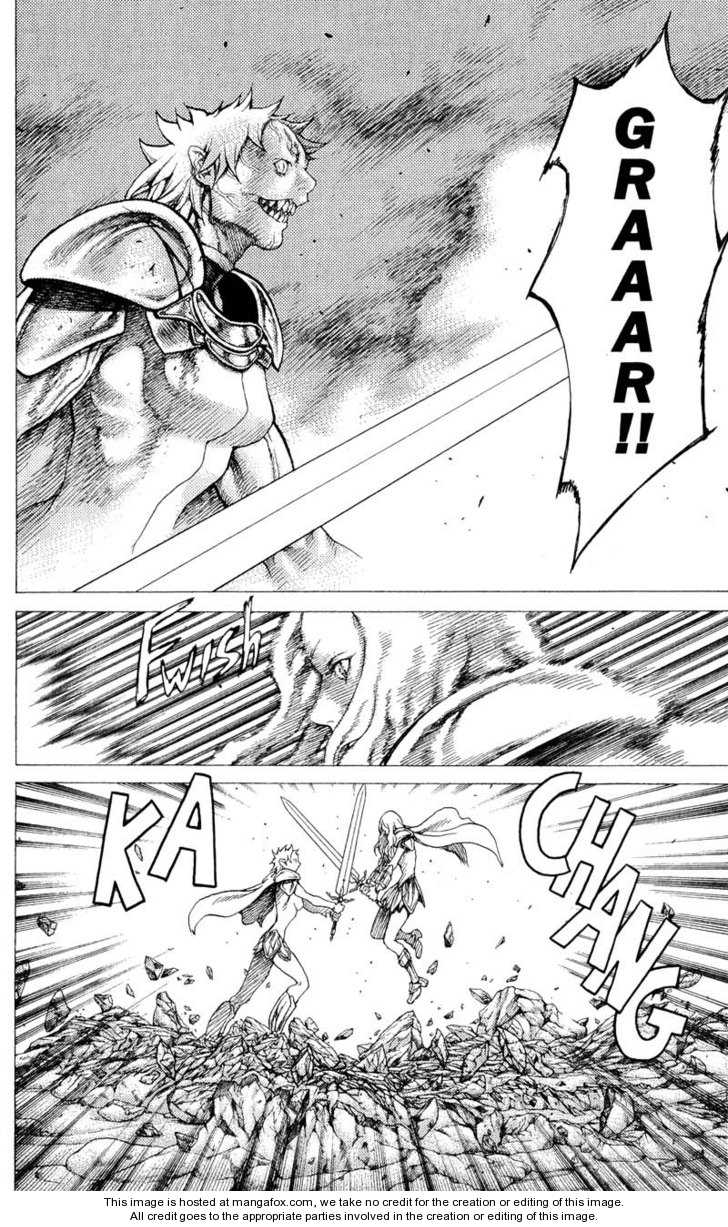 GRAAAR!!
Fwish
KA
CHANG
This image is hosted at mangafox.com, we take no credit for the creation or editing of this image.
All credit goes to the appropriate parties involved in the creation or editing of this image.